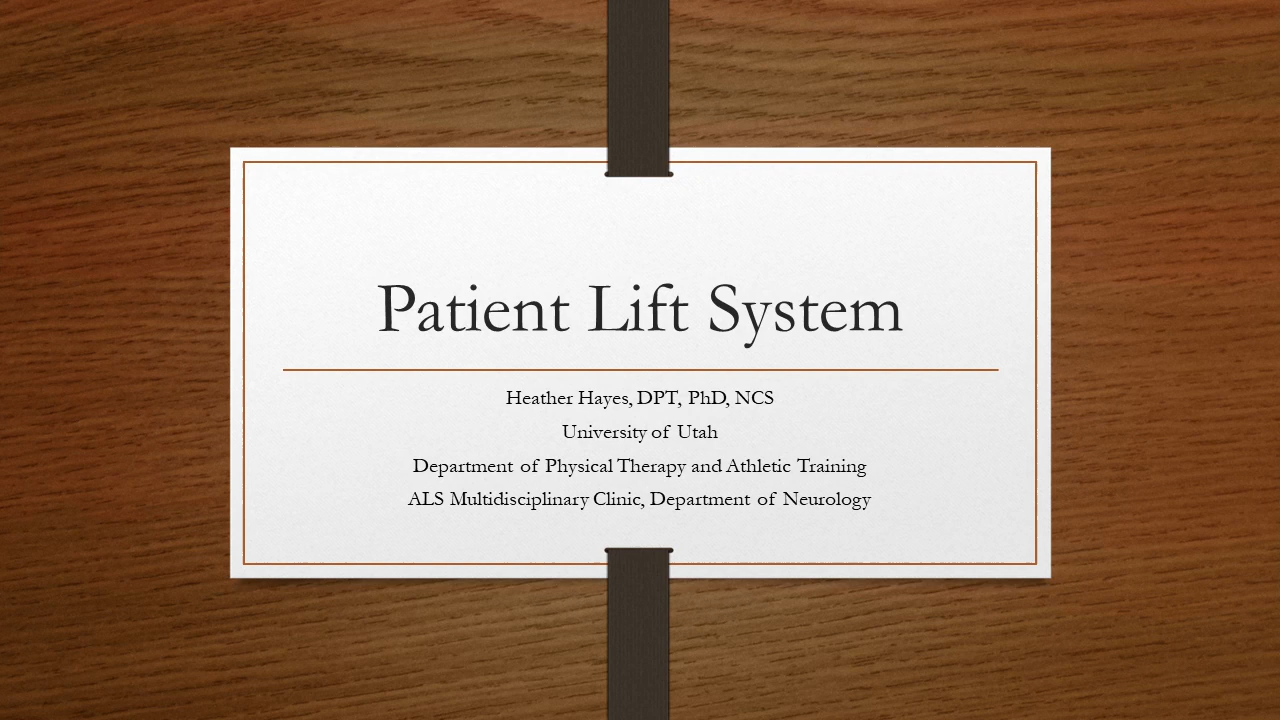 Patient Lift System
Heather Hayes, DPT, PhD, NCS
University of Utah
Department of Physical Therapy and Athletic Training
ALS Multidisciplinary Clinic, Department of Neurology